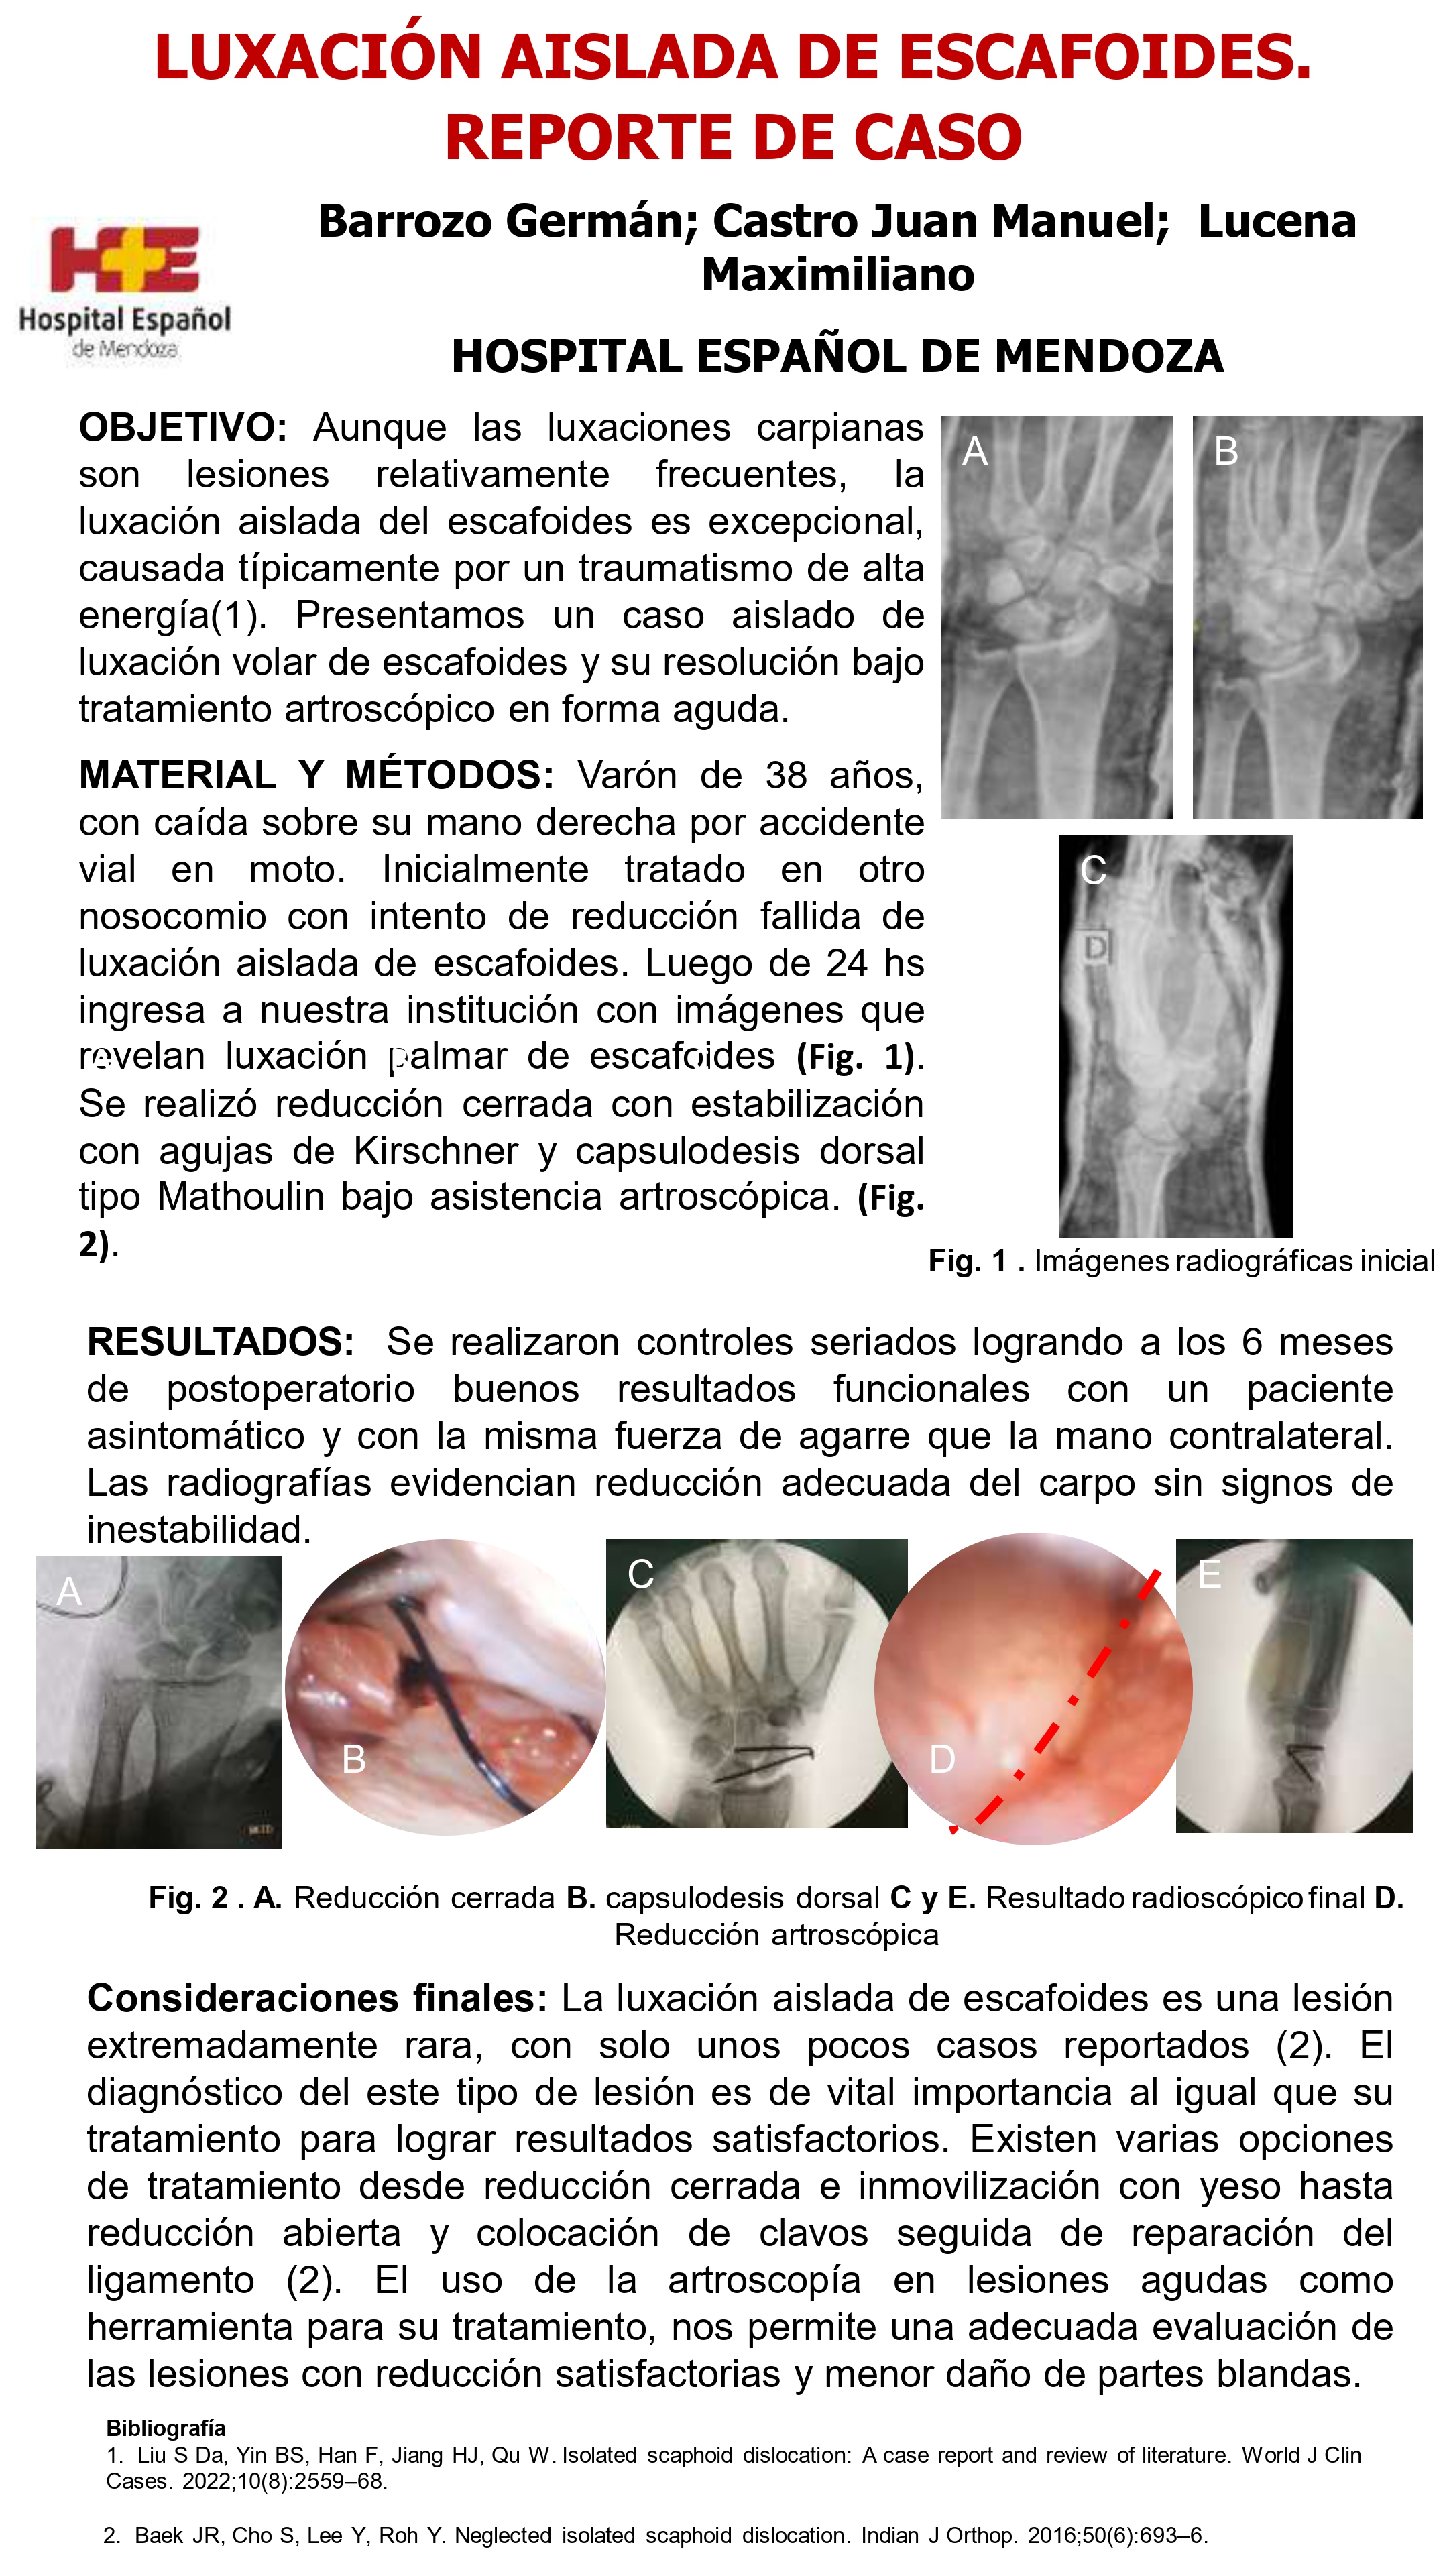 LUXACIÓN AISLADA DE ESCAFOIDES.
REPORTE DE CASO
Barrozo Germán; Castro Juan Manuel; Lucena
Maximiliano
HE
Hospital Español
de Mendoza
HOSPITAL ESPAÑOL DE MENDOZA
OBJETIVO: Aunque las luxaciones carpianas
son lesiones relativamente frecuentes, la
luxación aislada del escafoides es excepcional,
causada típicamente por un traumatismo de alta
energía(1). Presentamos un caso aislado de
luxación volar de escafoides y su resolución bajo
tratamiento artroscópico en forma aguda.
MATERIAL Y MÉTODOS: Varón de 38 años,
con caída sobre su mano derecha por accidente
vial en moto. Inicialmente tratado en otro
nosocomio con intento de reducción fallida de
luxación aislada de escafoides. Luego de 24 hs
ingresa a nuestra institución con imágenes que
revelan luxación palmar de escafoides (Fig. 1).
Se realizó reducción cerrada con estabilización
con agujas de Kirschner y capsulodesis dorsal
tipo Mathoulin bajo asistencia artroscópica. (Fig.
2).
A
B
C
D
Fig. 1 . Imágenes radiográficas inicial
RESULTADOS: Se realizaron controles seriados logrando a los 6 meses
de postoperatorio buenos resultados funcionales con un paciente
asintomático y con la misma fuerza de agarre que la mano contralateral.
Las radiografías evidencian reducción adecuada del carpo sin signos de
inestabilidad.
A
B
C
D
E
Fig. 2 . A. Reducción cerrada B. capsulodesis dorsal C y E. Resultado radioscópico final D.
Reducción artroscópica
Consideraciones finales: La luxación aislada de escafoides es una lesión
extremadamente rara, con solo unos pocos casos reportados (2). El
diagnóstico del este tipo de lesión es de vital importancia al igual que su
tratamiento para lograr resultados satisfactorios. Existen varias opciones
de tratamiento desde reducción cerrada e inmovilización con yeso hasta
reducción abierta y colocación de clavos seguida de reparación del
ligamento (2). El uso de la artroscopía en lesiones agudas como
herramienta para su tratamiento, nos permite una adecuada evaluación de
las lesiones con reducción satisfactorias y menor daño de partes blandas.
Bibliografía
1. Liu S Da, Yin BS, Han F, Jiang HJ, Qu W. Isolated scaphoid dislocation: A case report and review of literature. World J Clin
Cases. 2022;10(8):2559–68.
2. Baek JR, Cho S, Lee Y, Roh Y. Neglected isolated scaphoid dislocation. Indian J Orthop. 2016;50(6):693–6.